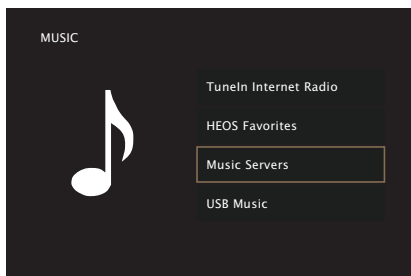 MUSIC
TuneIn Internet Radio
HEOS Favorites
Music Servers
USB Music